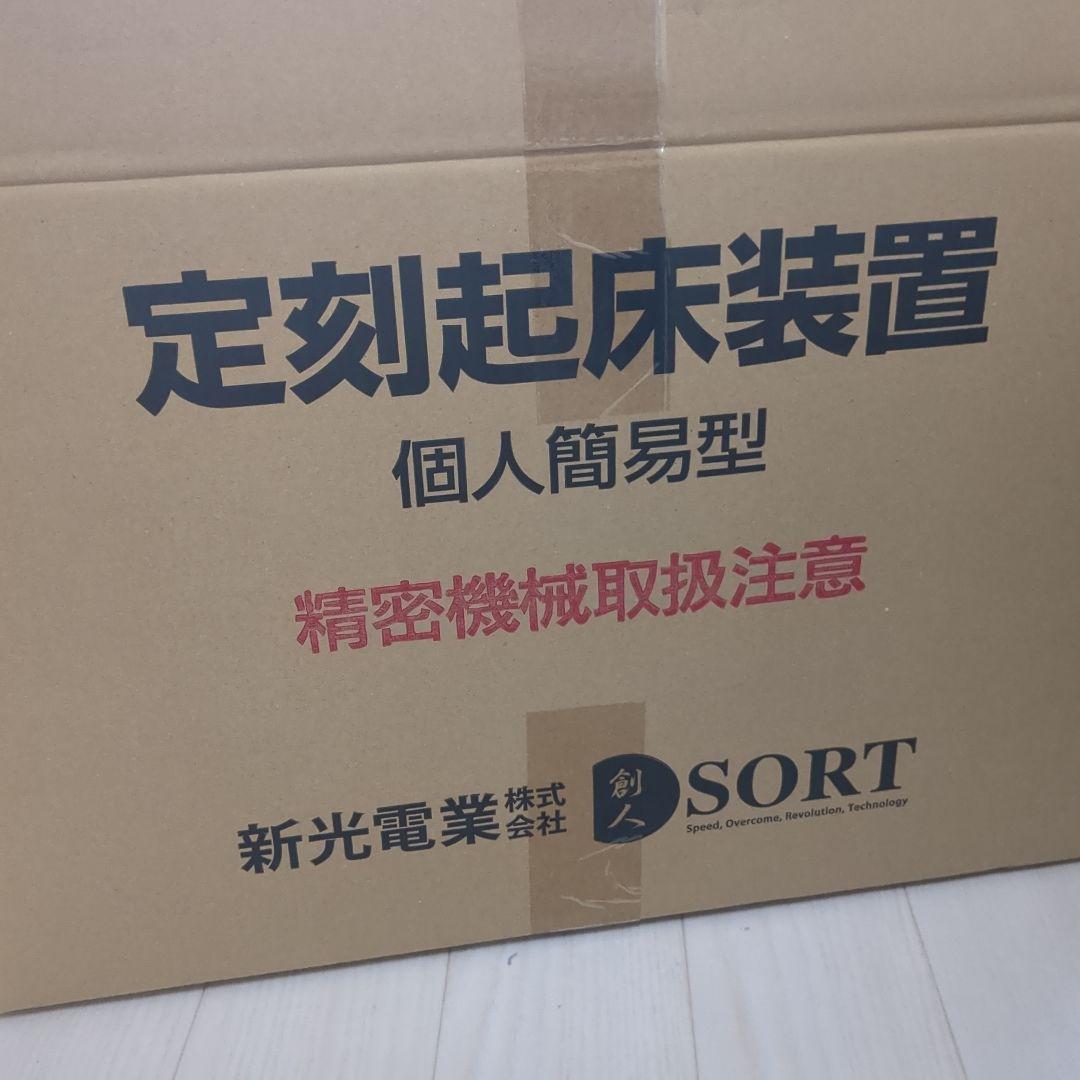 定刻起床装置
個人簡易型
精密機械取扱注意
新光電業株式会社
創人
SORT
Speed, Overcome, Revolution, Technology